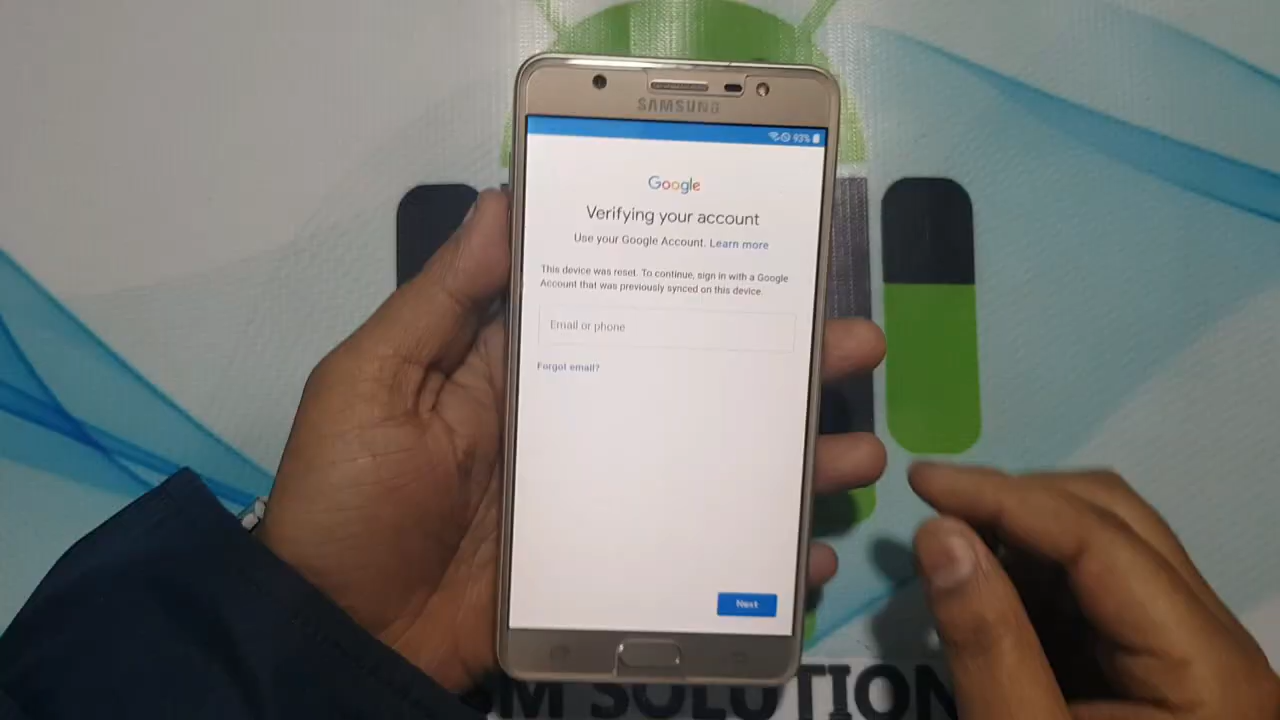 SAMSUNG
93%
Google
Verifying your account
Use your Google Account. Learn more
This device was reset. To continue, sign in with a Google
Account that was previously synced on this device.
Email or phone
Forgot email?
Next
SOLUTION